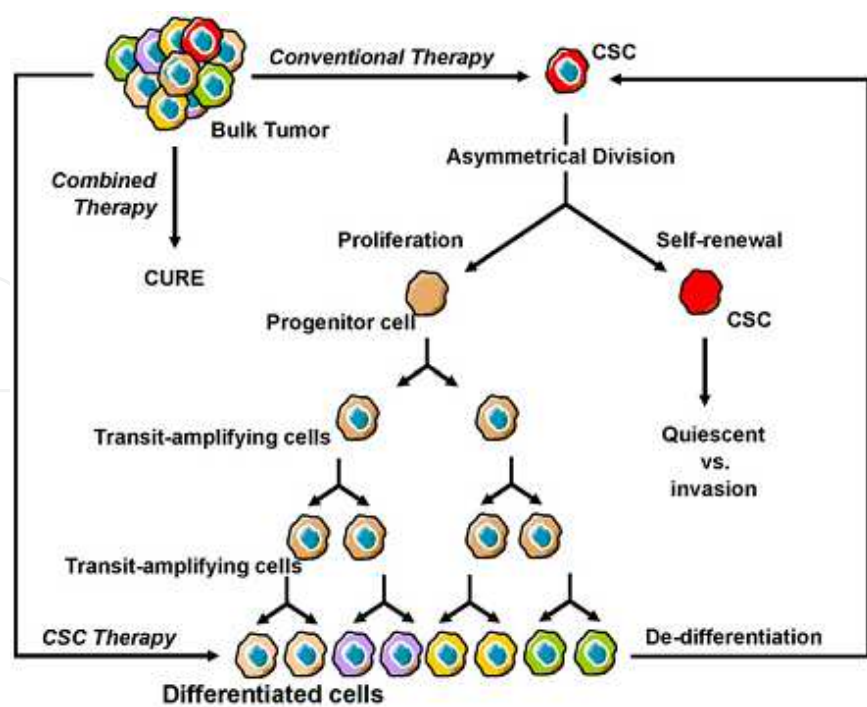 Conventional Therapy
CSC
Bulk Tumor
Asymmetrical Division
Combined
Therapy
Proliferation
Self-renewal
CURE
Progenitor cell
CSC
Transit-amplifying cells
Quiescent
vs.
invasion
Transit-amplifying cells
CSC Therapy
De-differentiation
Differentiated cells